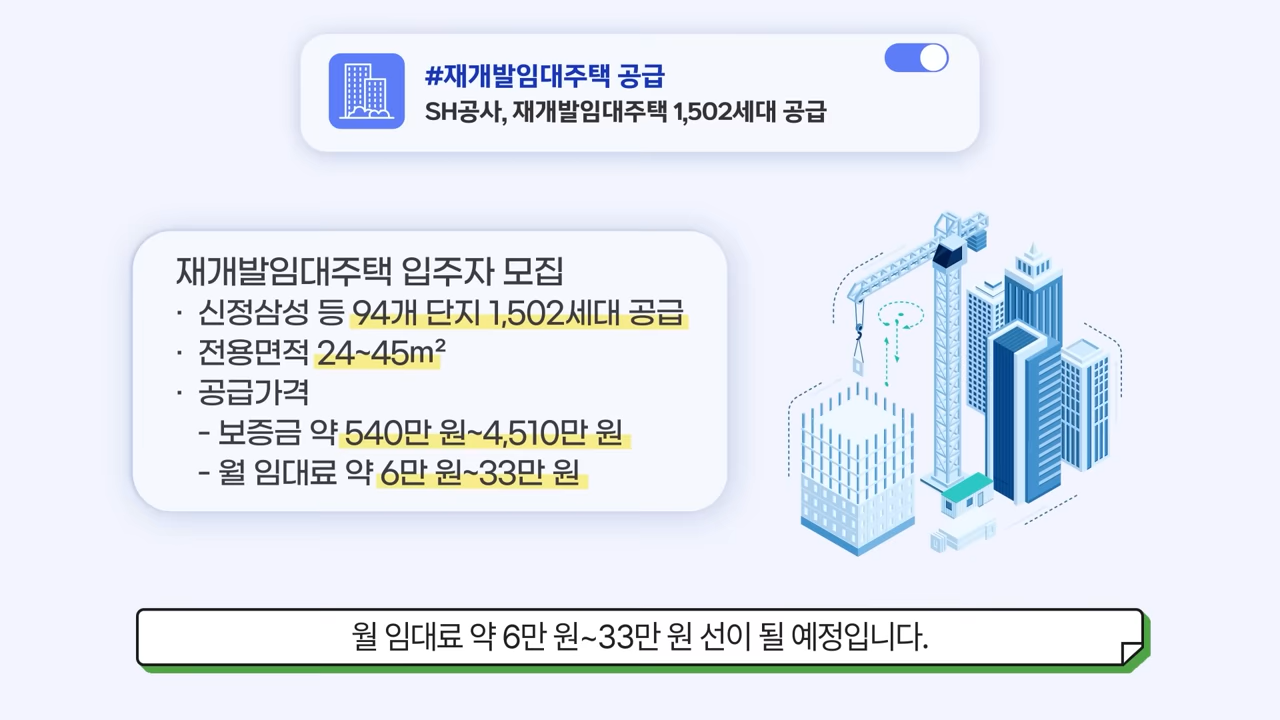 #재개발임대주택 공급
SH공사, 재개발임대주택 1,502세대 공급
재개발임대주택 입주자 모집
· 신정삼성 등 94개 단지 1,502세대 공급
· 전용면적 24~45m²
· 공급가격
- 보증금 약 540만 원~4,510만 원
- 월 임대료 약 6만 원~33만 원
월 임대료 약 6만 원~33만 원 선이 될 예정입니다.